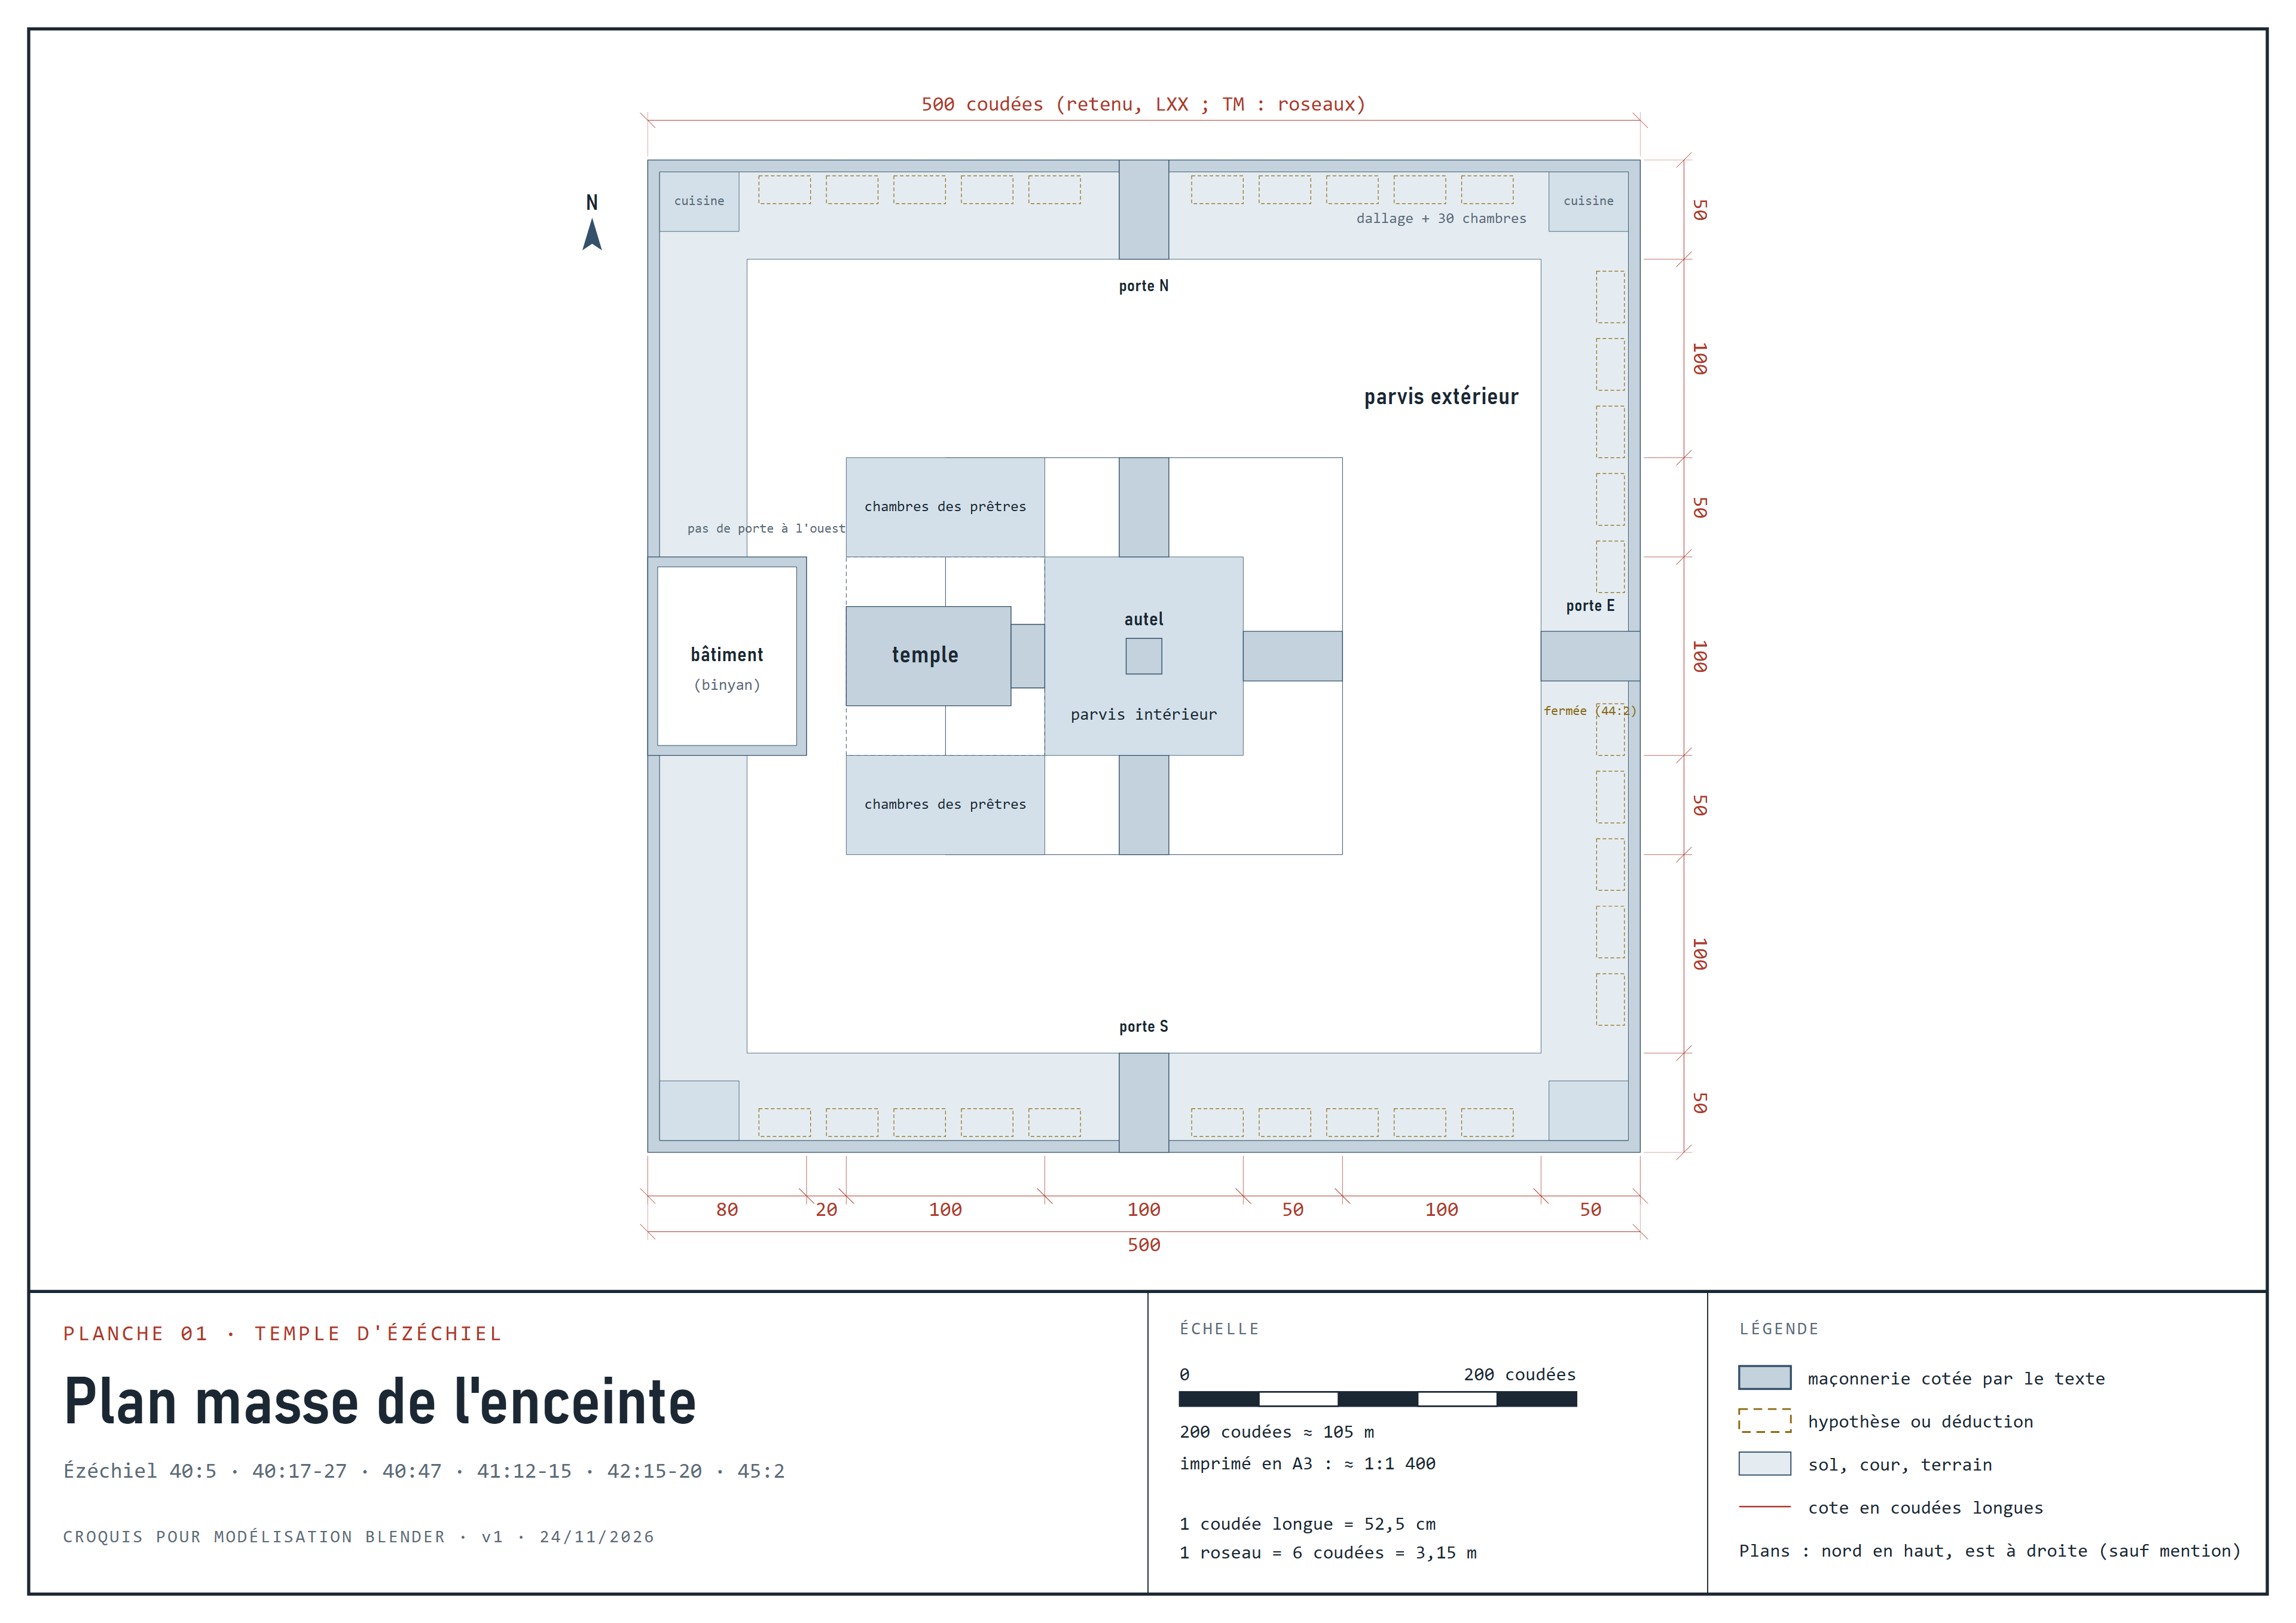 500 coudées (retenu, LXX ; TM : roseaux)
N
cuisine
cuisine
dallage + 30 chambres
50
porte N
100
parvis extérieur
chambres des prêtres
50
pas de porte à l'ouest
porte E
autel
bâtiment
temple
100
(binyan)
fermée (44:2)
parvis intérieur
chambres des prêtres
50
100
porte S
50
80
20
100
100
50
100
50
500
PLANCHE 01 · TEMPLE D'ÉZÉCHIEL
Plan masse de l'enceinte
Ézéchiel 40:5 · 40:17-27 · 40:47 · 41:12-15 · 42:15-20 · 45:2
CROQUIS POUR MODÉLISATION BLENDER · v1 · 24/11/2026
ÉCHELLE
0
200 coudées
200 coudées ≈ 105 m
imprimé en A3 : ≈ 1:1 400
1 coudée longue = 52,5 cm
1 roseau = 6 coudées = 3,15 m
LÉGENDE
maçonnerie cotée par le texte
hypothèse ou déduction
sol, cour, terrain
cote en coudées longues
Plans : nord en haut, est à droite (sauf mention)